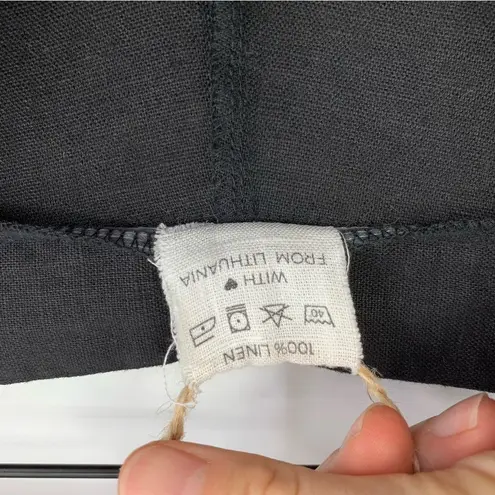 100% LINEN
40°
WITH ♥
FROM LITHUANIA